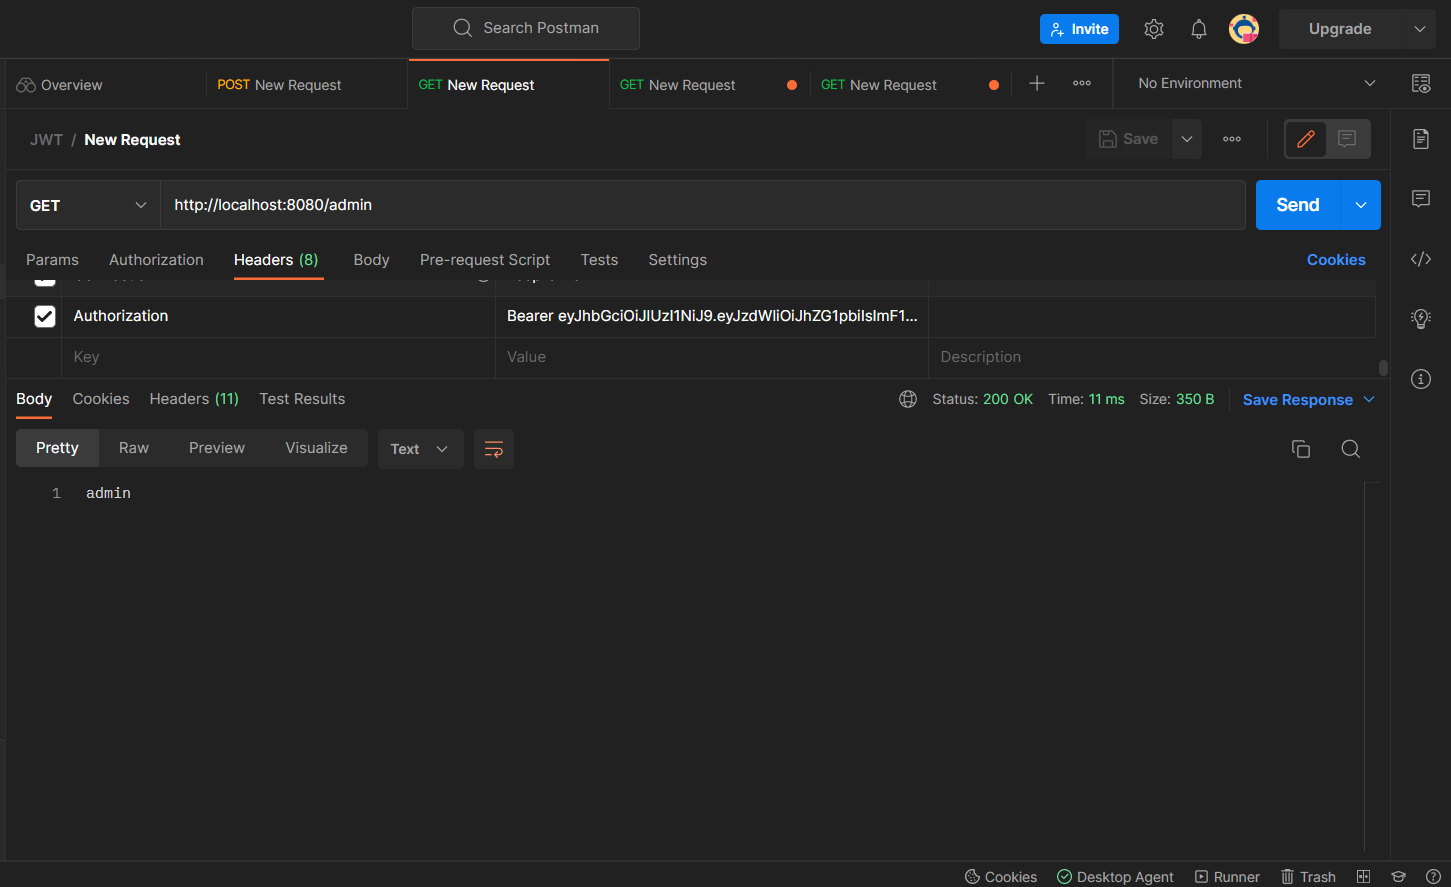 Search Postman
Invite
Upgrade
Overview
POST New Request
GET New Request
GET New Request
GET New Request
No Environment
JWT / New Request
Save
GET
http://localhost:8080/admin
Send
Params
Authorization
Headers (8)
Body
Pre-request Script
Tests
Settings
Cookies
Authorization
Bearer eyJhbGciOiJIUzI1NiJ9.eyJzdWIiOiJhZG1pbiIsImF1...
Key
Value
Description
Body
Cookies
Headers (11)
Test Results
Status: 200 OK
Time: 11 ms
Size: 350 B
Save Response
Pretty
Raw
Preview
Visualize
Text
1 admin
Cookies
Desktop Agent
Runner
Trash